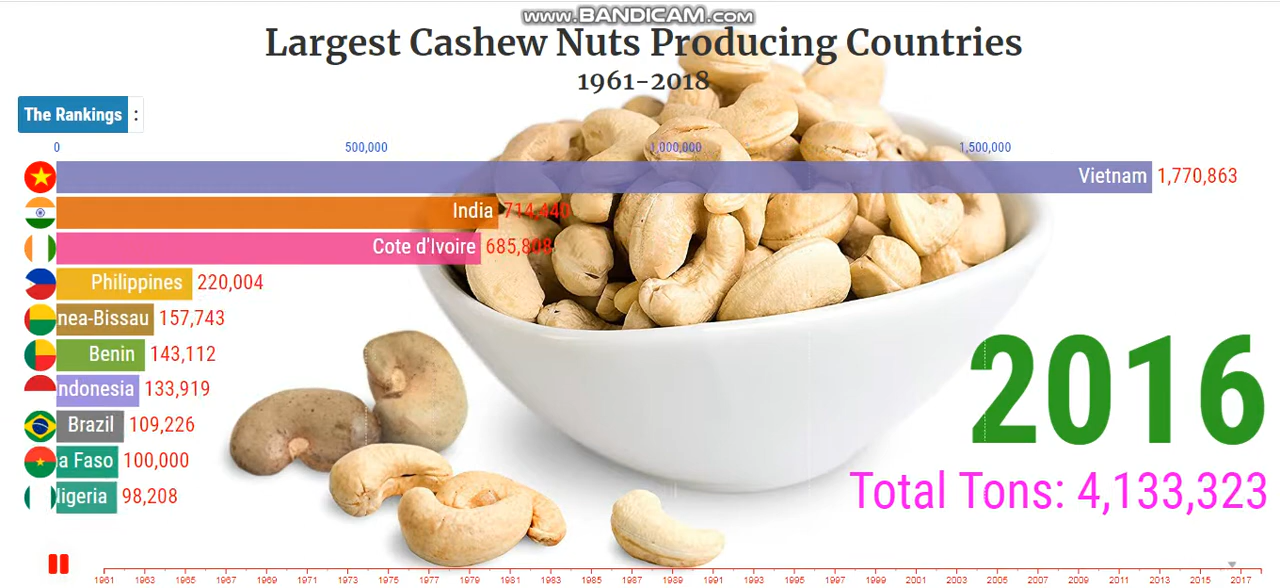 www.BANDICAM.com
Largest Cashew Nuts Producing Countries
1961-2018
The Rankings :
0 500,000 1,000,000 1,500,000
Vietnam 1,770,863
India 714,440
Cote d'Ivoire 685,808
Philippines 220,004
nea-Bissau 157,743
Benin 143,112
ndonesia 133,919
Brazil 109,226
a Faso 100,000
Nigeria 98,208
2016
Total Tons: 4,133,323
1961 1963 1965 1967 1969 1971 1973 1975 1977 1979 1981 1983 1985 1987 1989 1991 1993 1995 1997 1999 2001 2003 2005 2007 2009 2011 2013 2015 2017